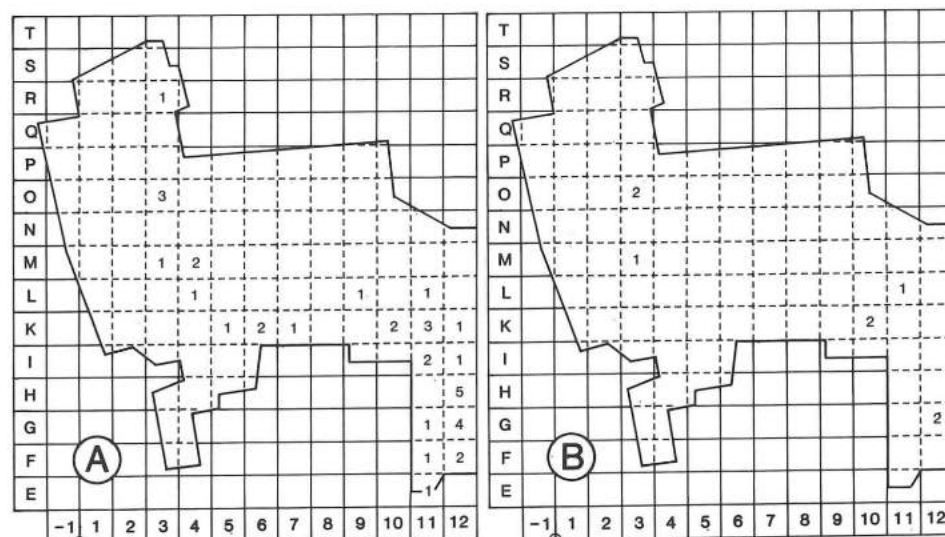 T T
S S
R 1 R
Q Q
P P
O 3 O 2
N N
M 1 2 M 1
L 1 1 1 L 1
K 1 2 1 2 3 1 K 2
I 2 1 I
H 5 H
G 1 4 G 2
A B
F 1 2 F
E 1 E
-1 1 2 3 4 5 6 7 8 9 10 11 12 -1 1 2 3 4 5 6 7 8 9 10 11 12